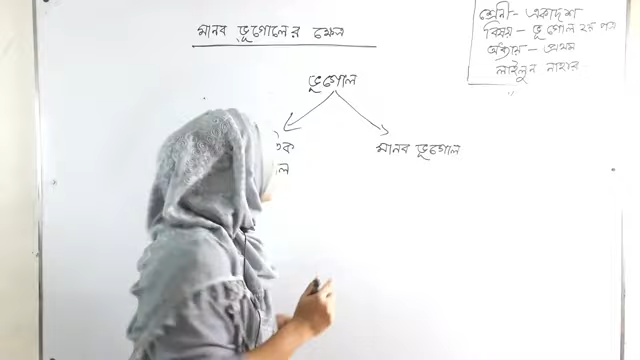 মানব ভূগোলের ক্ষেত্র
শ্রেনী - একাদশ
বিষয় - ভূগোল ২য় পত্র
অধ্যায় - প্রথম
লাইলুন নাহার
ভূগোল
তিক
ল
মানব ভূগোল